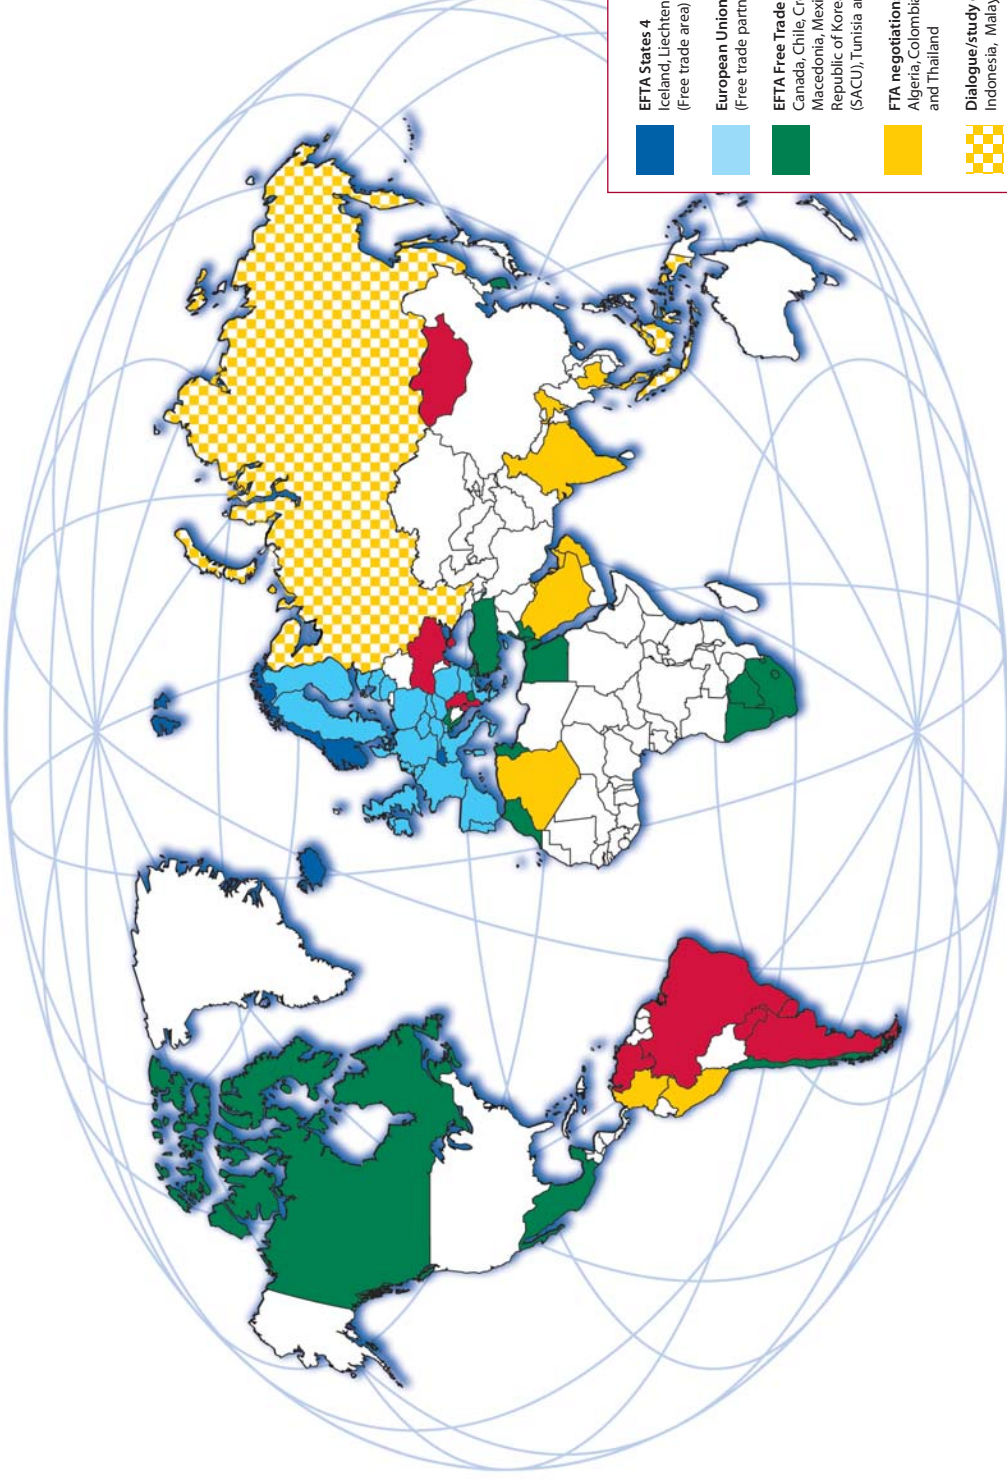 EFTA States 4
Iceland, Liechten
(Free trade area)
European Union
(Free trade partn
EFTA Free Trade
Canada, Chile, Cr
Macedonia, Mexi
Republic of Kore
(SACU), Tunisia a
FTA negotiation
Algeria, Colombia
and Thailand
Dialogue/study
Indonesia, Malay